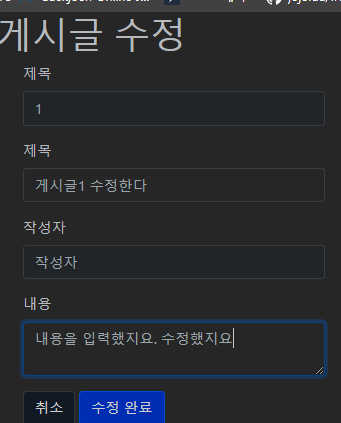 게시글 수정
제목
1
제목
게시글1 수정한다
작성자
작성자
내용
내용을 입력했지요. 수정했지요
취소 수정 완료